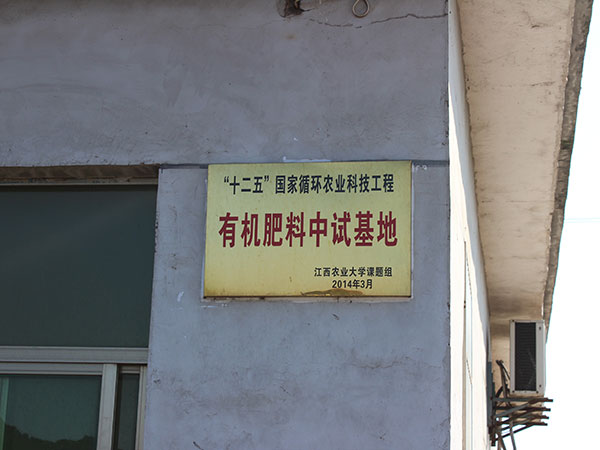 “十二五”国家循环农业科技工程
有机肥料中试基地
江西农业大学课题组
2014年3月